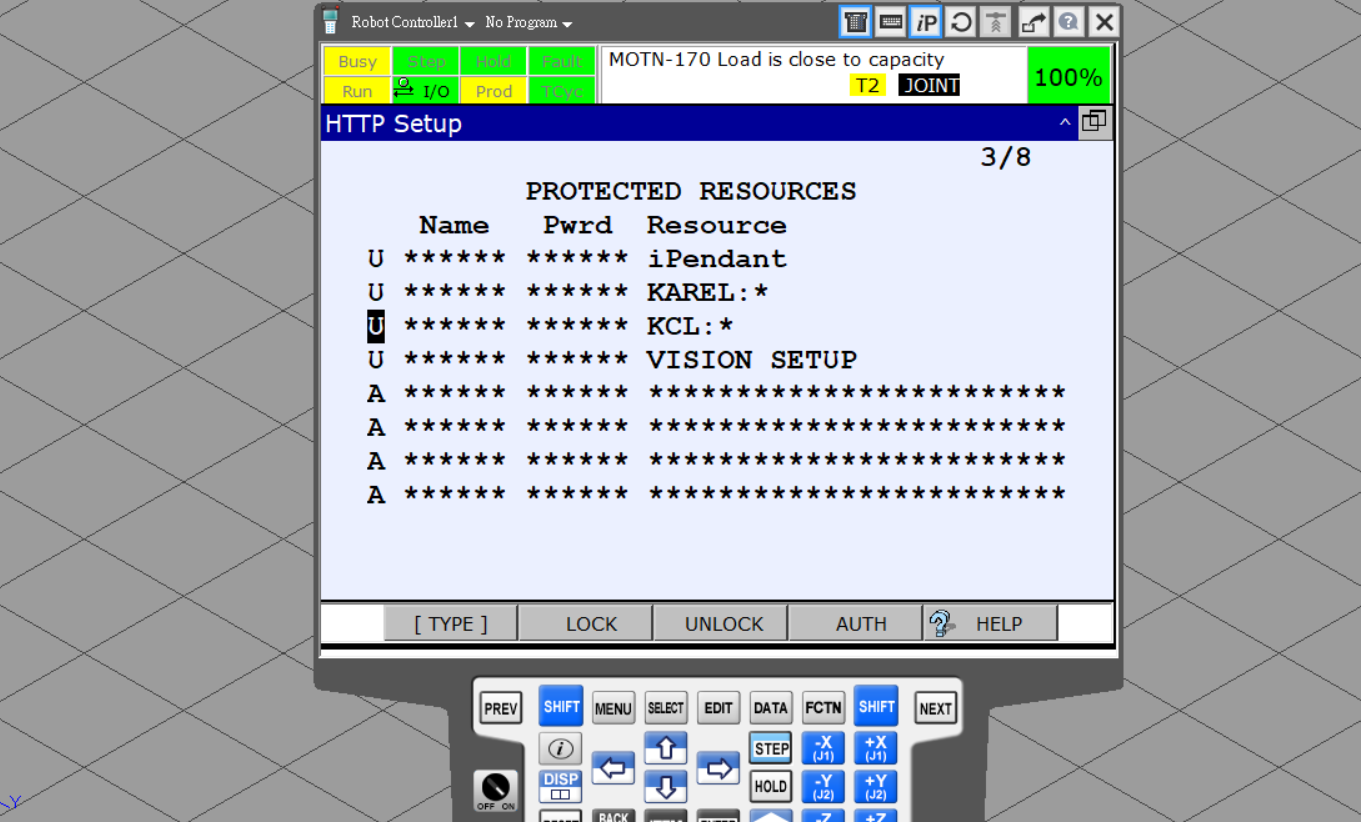 Robot Controller1 No Program iP
Busy Step Hold Fault MOTN-170 Load is close to capacity
Run I/O Prod TCyc T2 JOINT 100%
HTTP Setup
3/8
PROTECTED RESOURCES
Name Pwrd Resource
U ****** ****** iPendant
U ****** ****** KAREL:*
U ****** ****** KCL:*
U ****** ****** VISION SETUP
A ****** ****** ************************
A ****** ****** ************************
A ****** ****** ************************
A ****** ****** ************************
[ TYPE ] LOCK UNLOCK AUTH HELP
PREV SHIFT MENU SELECT EDIT DATA FCTN SHIFT NEXT
i STEP -X (J1) +X (J1)
DISP HOLD -Y (J2) +Y (J2)
OFF ON
BACK -Z +Z
Y